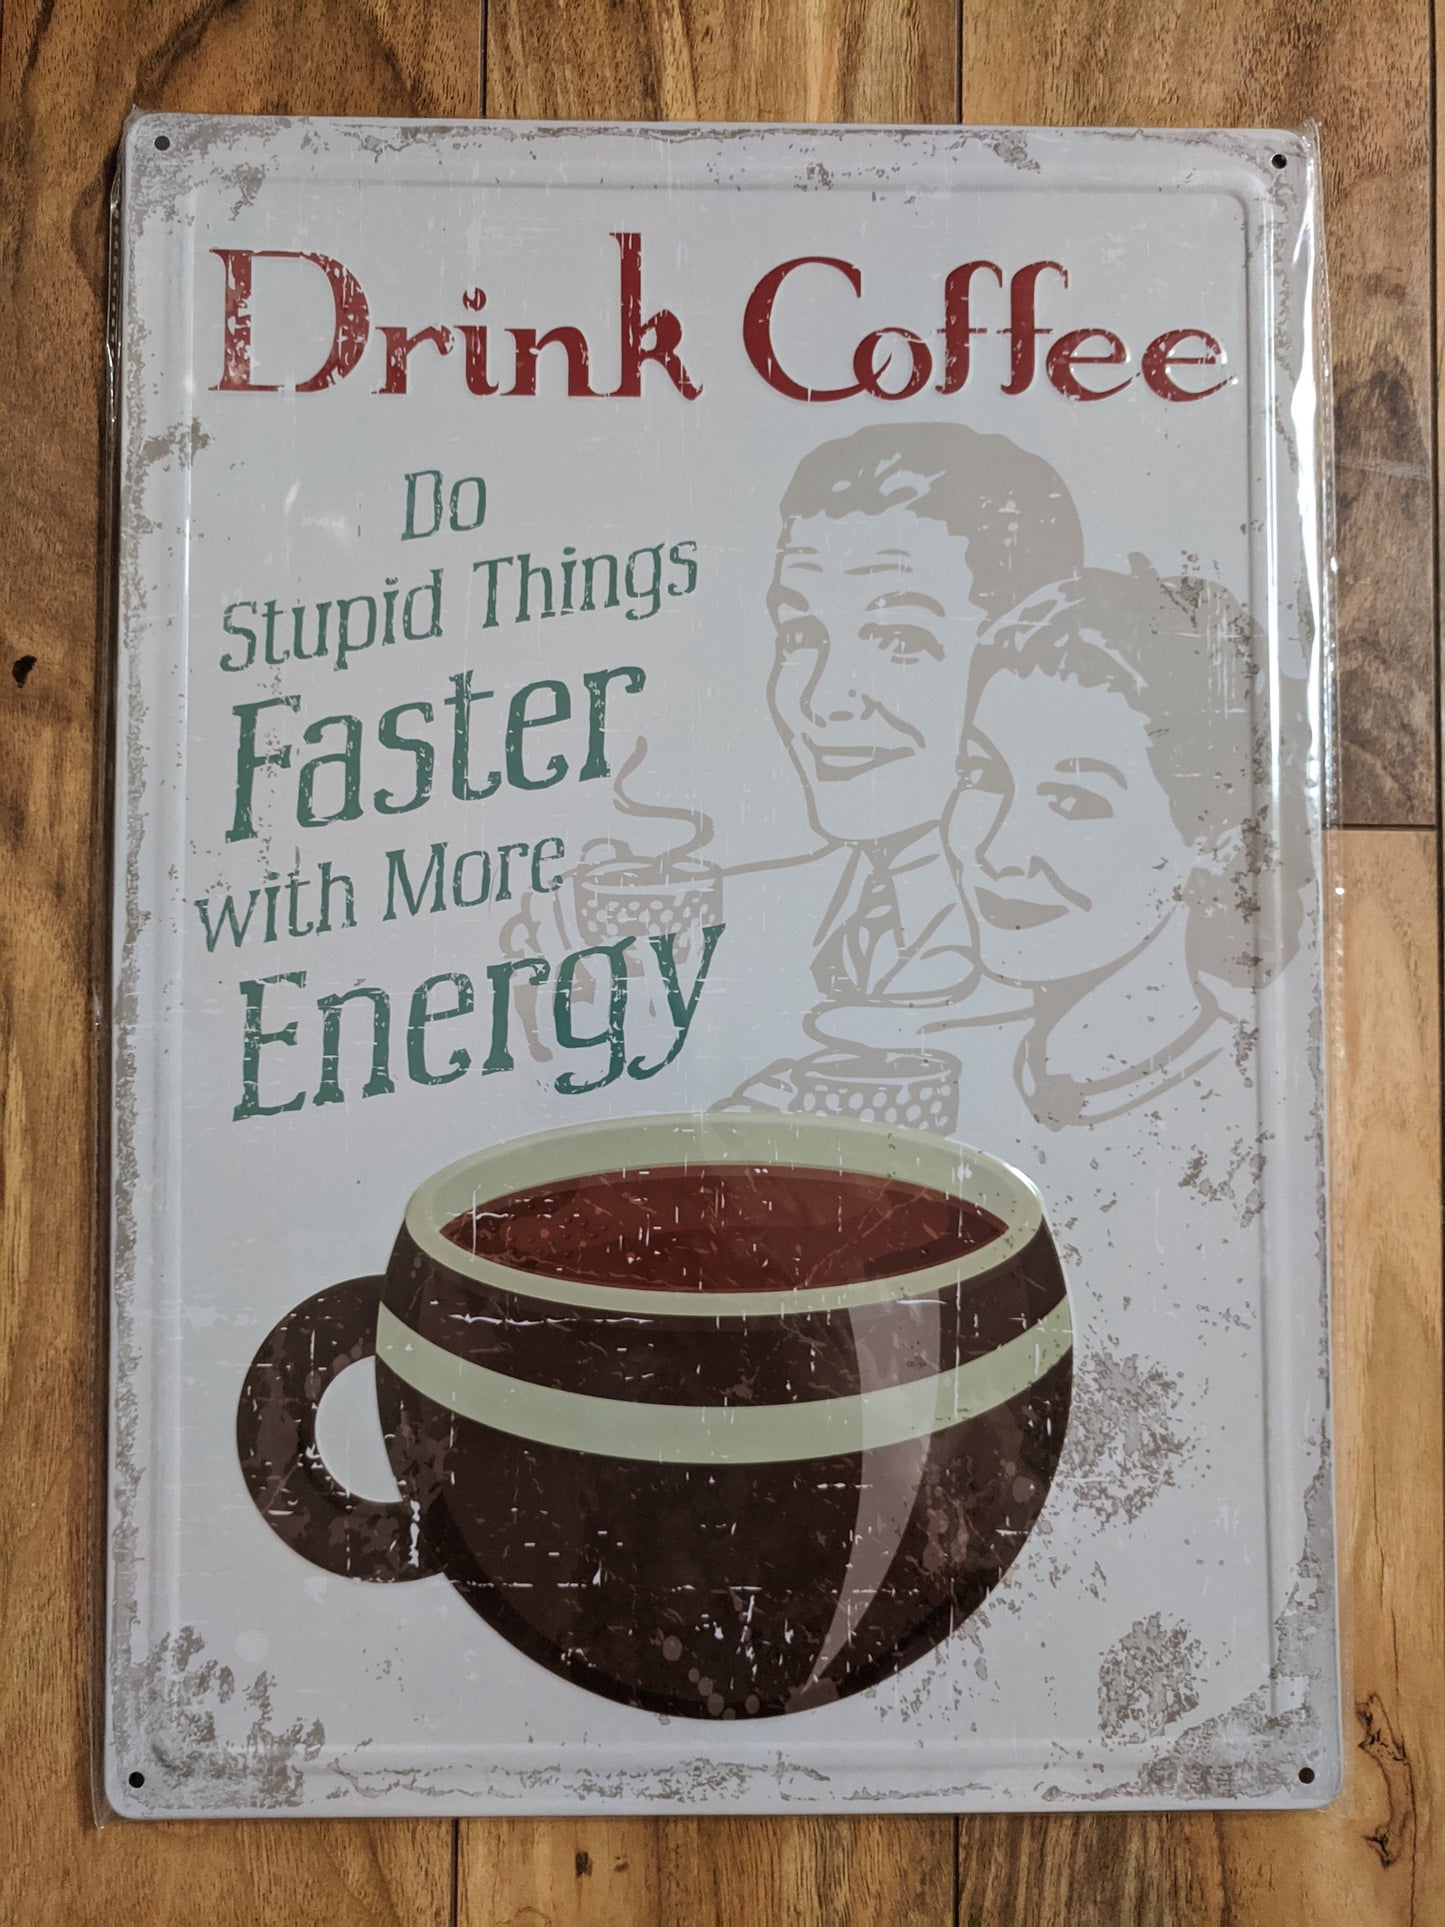 Drink Coffee
Do
Stupid Things
Faster
with More
Energy